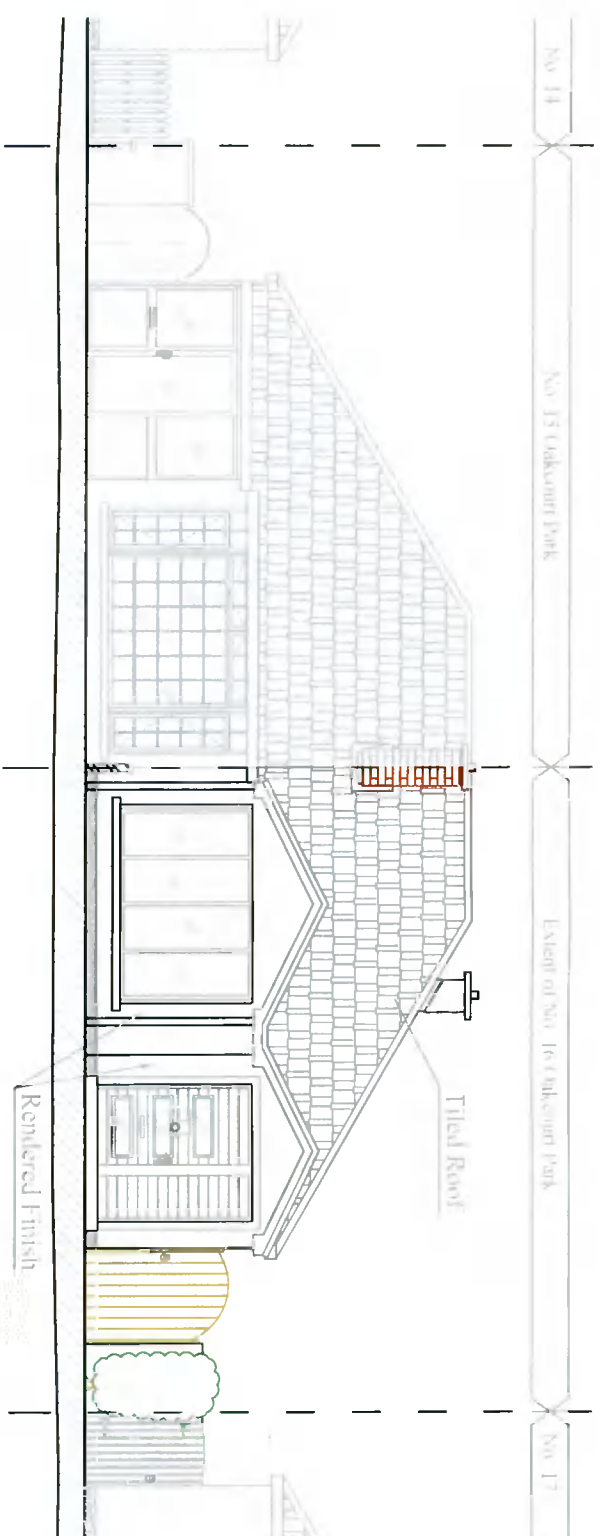 No. 14
No. 15 Oakcourt Park
Extent of No. 16 Oakcourt Park
No. 17
Tiled Roof
Rendered Finish